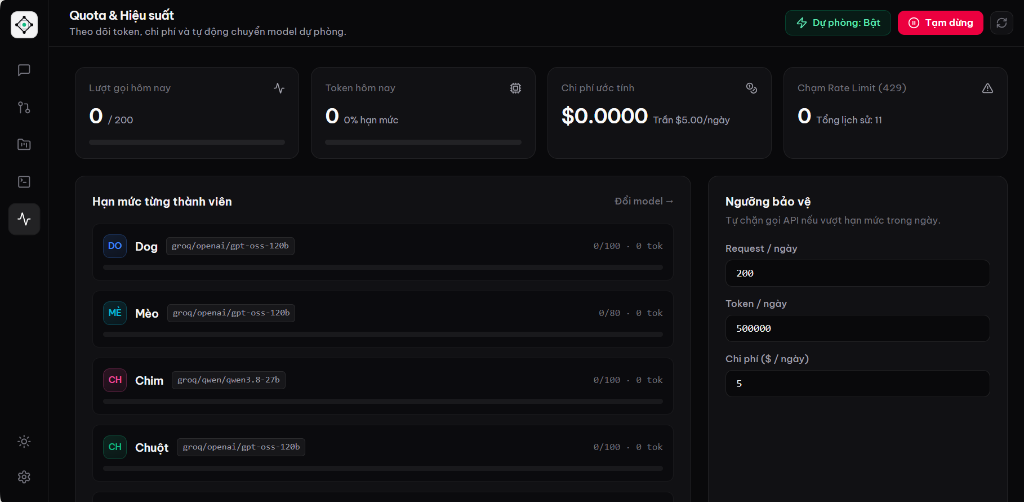 Quota & Hiệu suất
Theo dõi token, chi phí và tự động chuyển model dự phòng.
Dự phòng: Bật
Tạm dừng
Lượt gọi hôm nay
0 / 200
Token hôm nay
0 0% hạn mức
Chi phí ước tính
$0.0000 Trần $5.00/ngày
Chạm Rate Limit (429)
0 Tổng lịch sử: 11
Hạn mức từng thành viên
Đổi model →
DO Dog groq/openai/gpt-oss-120b 0/100 · 0 tok
MÈ Mèo groq/openai/gpt-oss-120b 0/80 · 0 tok
CH Chim groq/qwen/qwen3.8-27b 0/100 · 0 tok
CH Chuột groq/openai/gpt-oss-120b 0/100 · 0 tok
Ngưỡng bảo vệ
Tự chặn gọi API nếu vượt hạn mức trong ngày.
Request / ngày
200
Token / ngày
500000
Chi phí ($ / ngày)
5